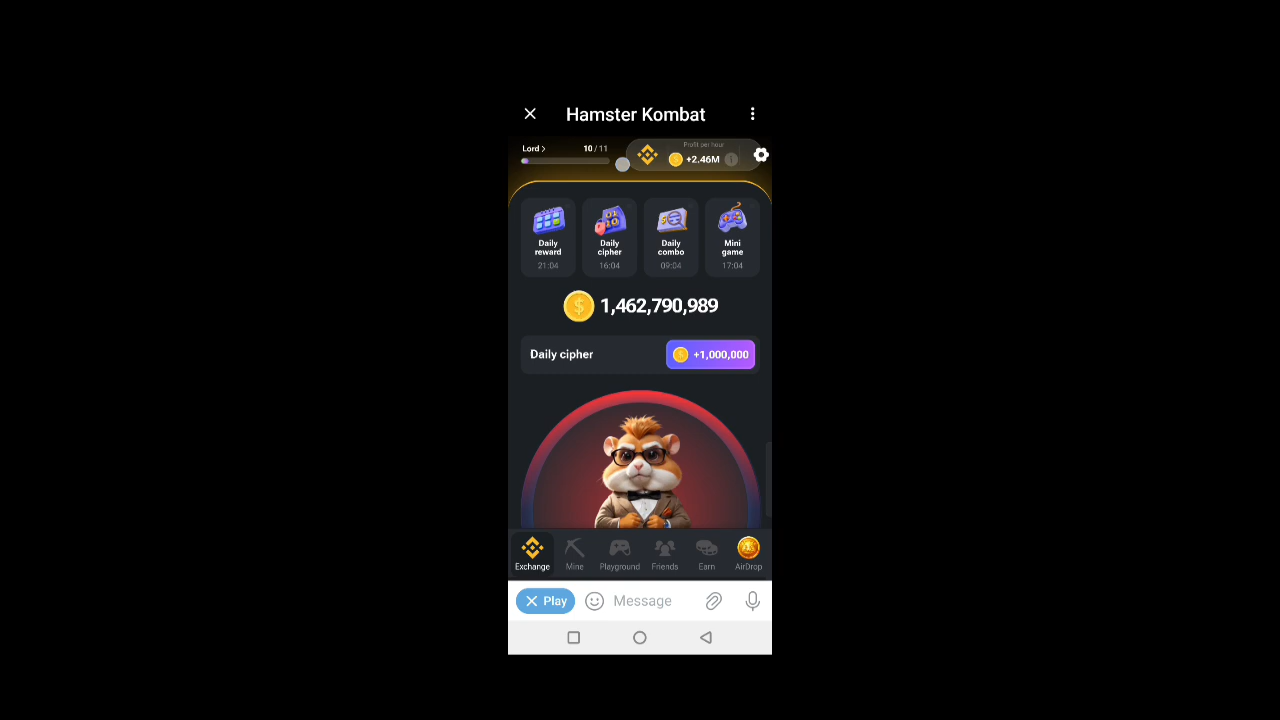 Hamster Kombat
Lord >
10 / 11
Profit per hour
+2.46M
Daily reward
21:04
Daily cipher
16:04
Daily combo
09:04
Mini game
17:04
1,462,790,989
Daily cipher
+1,000,000
Exchange
Mine
Playground
Friends
Earn
AirDrop
Play
Message